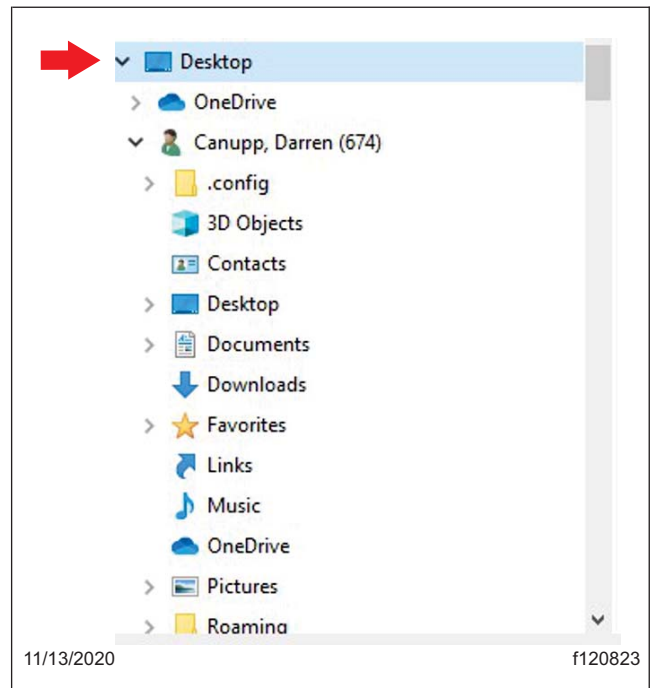 Desktop
OneDrive
Canupp, Darren (674)
.config
3D Objects
Contacts
Desktop
Documents
Downloads
Favorites
Links
Music
OneDrive
Pictures
Roaming
11/13/2020 f120823